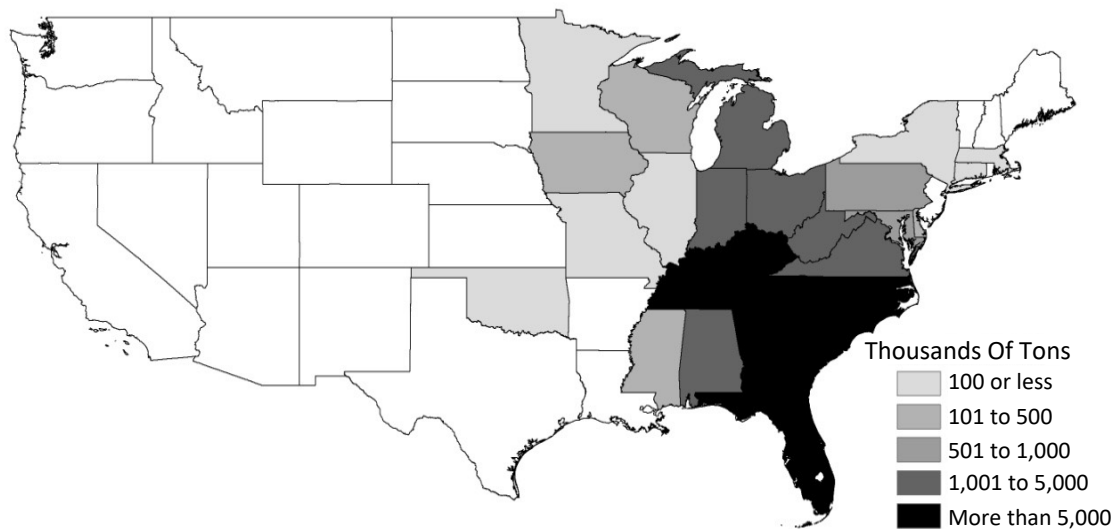 Thousands Of Tons
100 or less
101 to 500
501 to 1,000
1,001 to 5,000
More than 5,000